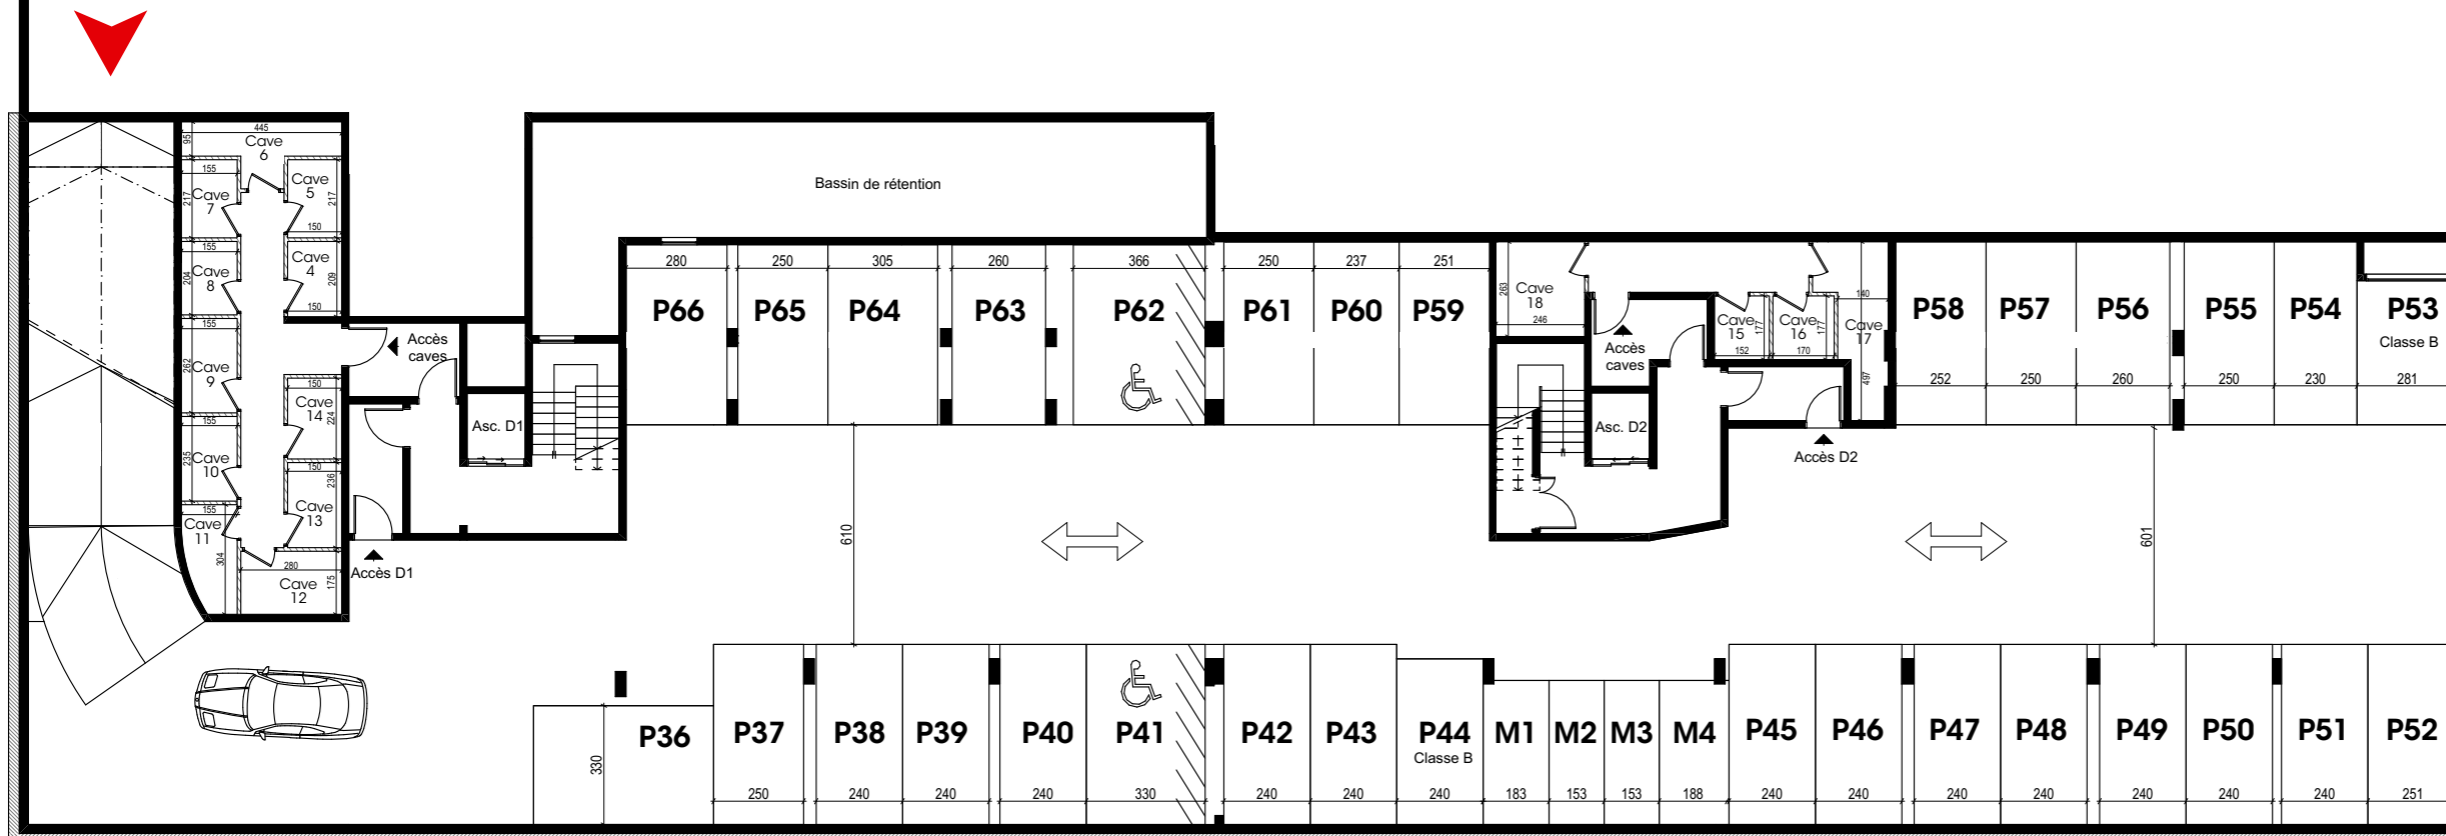 445
95
Cave
6
155
217
Cave
7
Cave
5
217
150
155
204
Cave
8
Cave
4
209
150
155
262
Cave
9
150
Cave
14
224
155
235
Cave
10
150
236
Cave
13
155
Cave
11
304
280
Cave
12
175
Accès
caves
Accès D1
Asc. D1
Bassin de rétention
280
250
305
260
366
250
237
251
P66
P65
P64
P63
P62
P61
P60
P59
263
Cave
18
246
Accès
caves
Asc. D2
Cave
15
177
152
Cave
16
177
170
140
Cave
17
497
Accès D2
P58
P57
P56
P55
P54
P53
Classe B
252
250
260
250
230
281
610
601
330
P36
P37
P38
P39
P40
P41
P42
P43
P44
Classe B
M1
M2
M3
M4
P45
P46
P47
P48
P49
P50
P51
P52
250
240
240
240
330
240
240
240
183
153
153
188
240
240
240
240
240
240
240
251